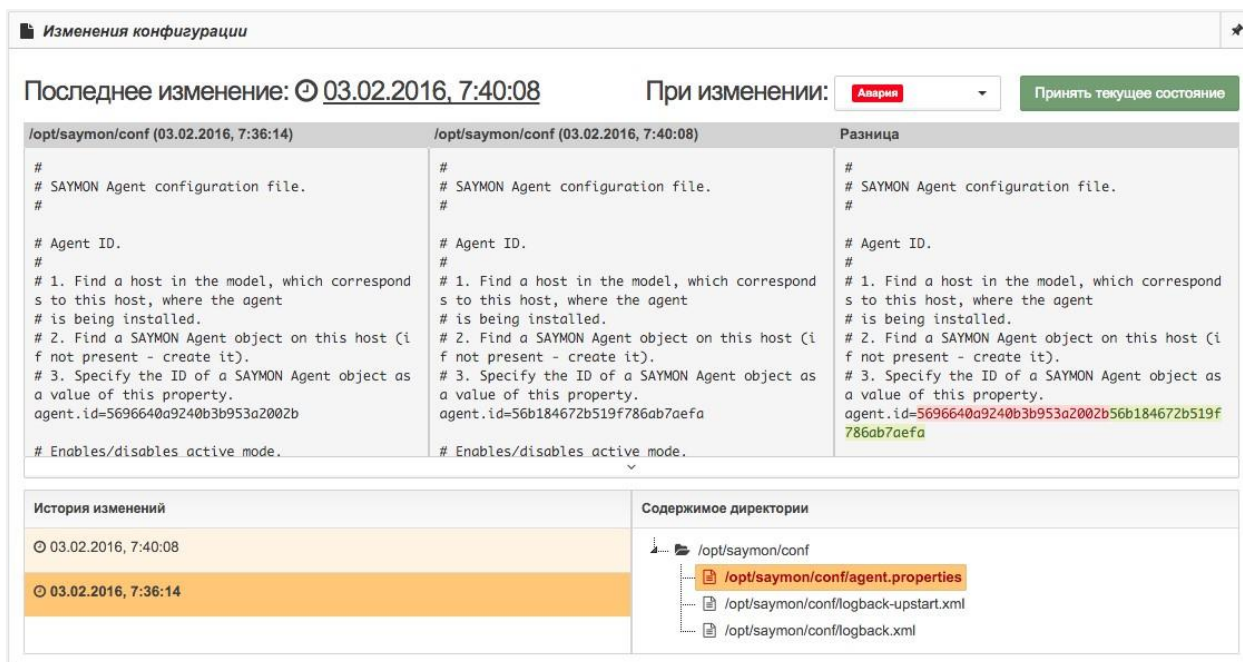 Изменения конфигурации
Последнее изменение: 03.02.2016, 7:40:08
При изменении: Авария
Принять текущее состояние
/opt/saymon/conf (03.02.2016, 7:36:14)
#
# SAYMON Agent configuration file.
#
# Agent ID.
#
# 1. Find a host in the model, which correspond
s to this host, where the agent
# is being installed.
# 2. Find a SAYMON Agent object on this host (i
f not present - create it).
# 3. Specify the ID of a SAYMON Agent object as
a value of this property.
agent.id=5696640a9240b3b953a2002b
# Enables/disables active mode.
/opt/saymon/conf (03.02.2016, 7:40:08)
#
# SAYMON Agent configuration file.
#
# Agent ID.
#
# 1. Find a host in the model, which correspond
s to this host, where the agent
# is being installed.
# 2. Find a SAYMON Agent object on this host (i
f not present - create it).
# 3. Specify the ID of a SAYMON Agent object as
a value of this property.
agent.id=56b184672b519f786ab7aefa
# Enables/disables active mode.
Разница
#
# SAYMON Agent configuration file.
#
# Agent ID.
#
# 1. Find a host in the model, which correspond
s to this host, where the agent
# is being installed.
# 2. Find a SAYMON Agent object on this host (i
f not present - create it).
# 3. Specify the ID of a SAYMON Agent object as
a value of this property.
agent.id=5696640a9240b3b953a2002b56b184672b519f
786ab7aefa
История изменений
03.02.2016, 7:40:08
03.02.2016, 7:36:14
Содержимое директории
/opt/saymon/conf
/opt/saymon/conf/agent.properties
/opt/saymon/conf/logback-upstart.xml
/opt/saymon/conf/logback.xml